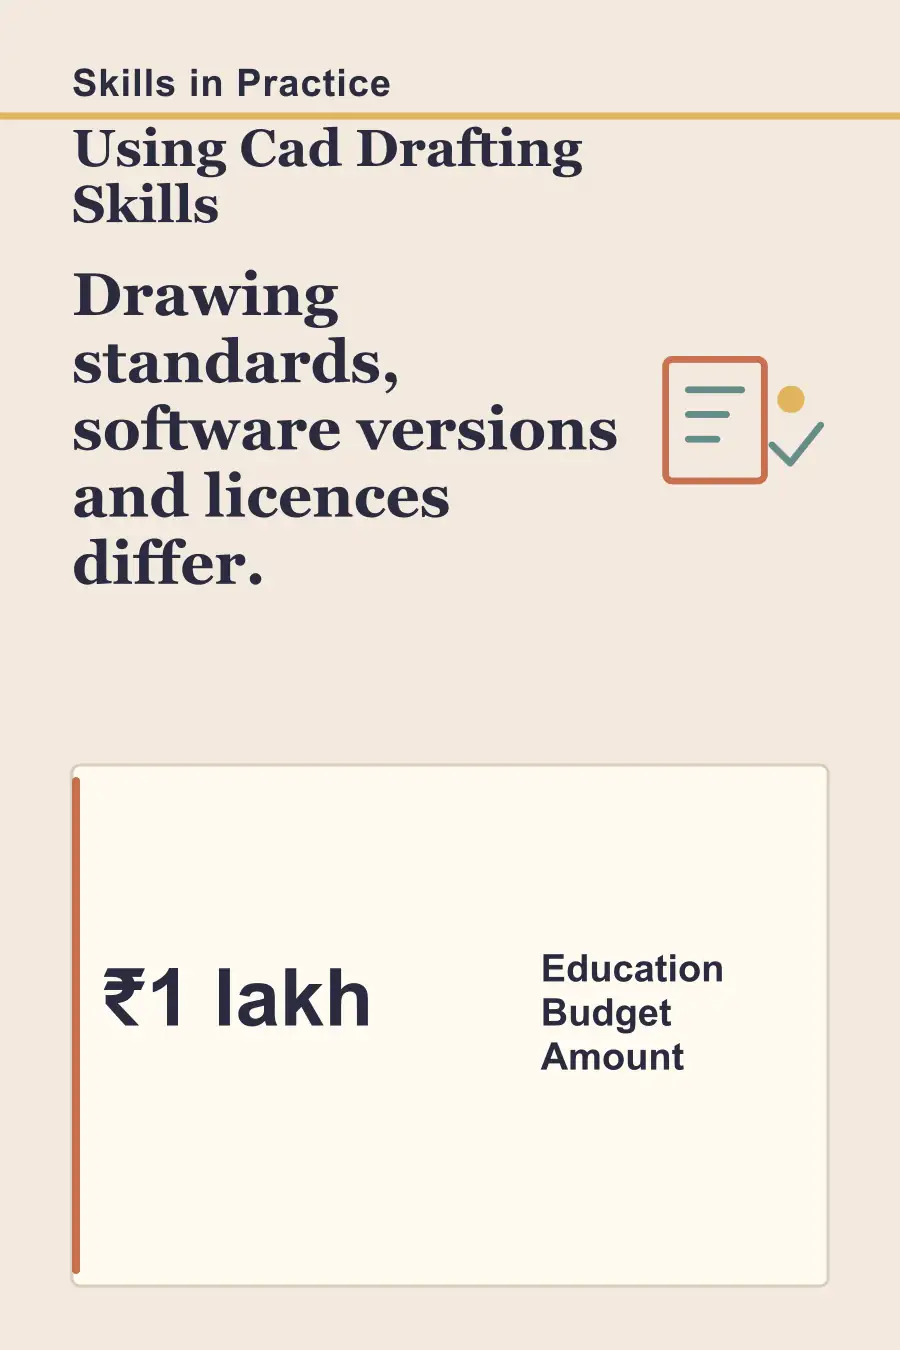 Skills in Practice
Using Cad Drafting
Skills
Drawing
standards,
software versions
and licences
differ.
₹1 lakh
Education
Budget
Amount